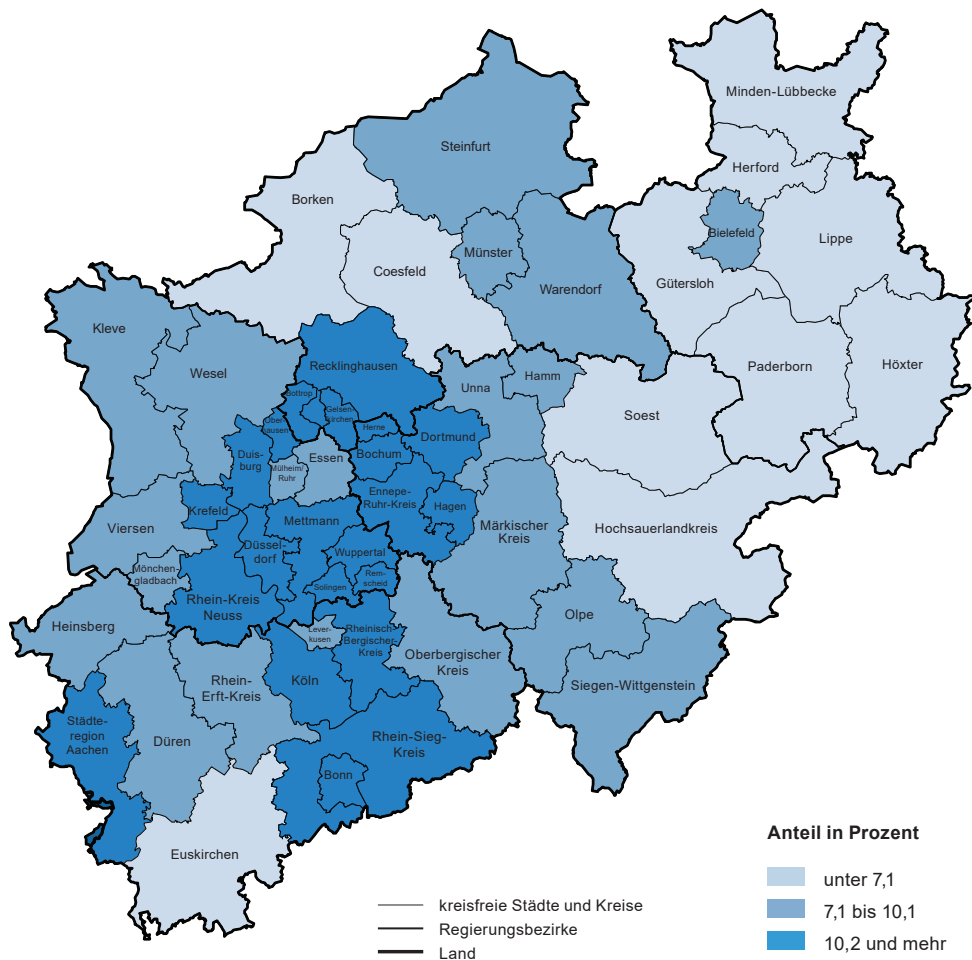 Minden-Lübbecke
Steinfurt
Herford
Borken
Bielefeld
Lippe
Münster
Coesfeld
Gütersloh
Warendorf
Kleve
Recklinghausen
Paderborn
Höxter
Wesel
Hamm
Unna
Bottrop
Gelsen-
kirchen
Soest
Ober-
hausen
Herne
Dortmund
Duis-
burg
Essen
Bochum
Mülheim/
Ruhr
Ennepe-
Ruhr-Kreis
Hagen
Krefeld
Mettmann
Märkischer
Kreis
Hochsauerlandkreis
Viersen
Düssel-
dorf
Wuppertal
Mönchen-
gladbach
Solingen
Rem-
scheid
Rhein-Kreis
Neuss
Olpe
Heinsberg
Lever-
kusen
Rheinisch-
Bergischer-
Kreis
Oberbergischer
Kreis
Rhein-
Erft-Kreis
Köln
Siegen-Wittgenstein
Städte-
region
Aachen
Düren
Rhein-Sieg-
Kreis
Bonn
Euskirchen
Anteil in Prozent
unter 7,1
7,1 bis 10,1
10,2 und mehr
kreisfreie Städte und Kreise
Regierungsbezirke
Land